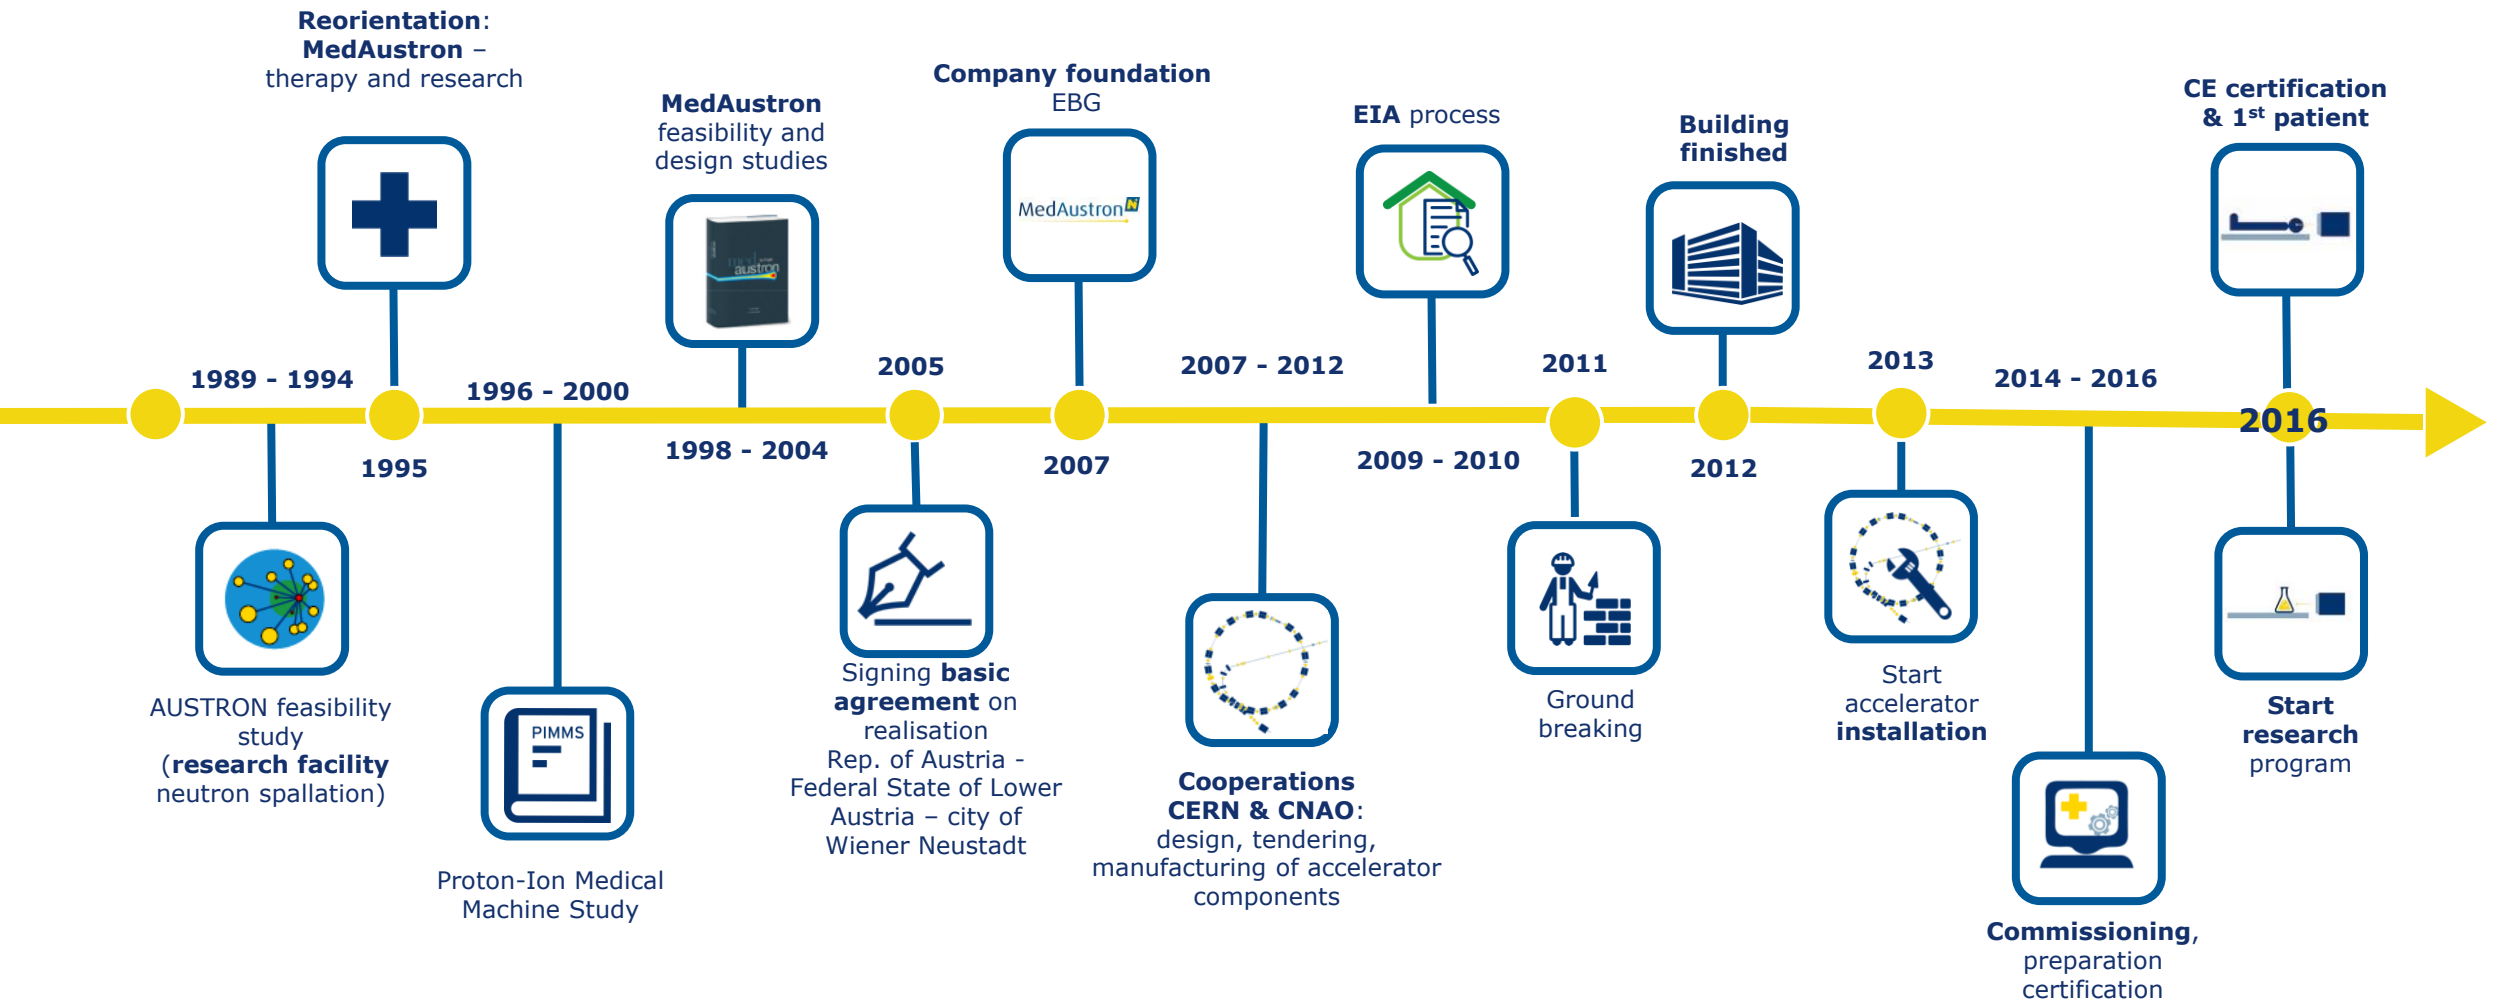 Reorientation:
MedAustron –
therapy and research
MedAustron
feasibility and
design studies
austron
Company foundation
EBG
MedAustron
EIA process
Building
finished
CE certification
& 1st patient
1989 - 1994
1995
1996 - 2000
1998 - 2004
2005
2007
2007 - 2012
2009 - 2010
2011
2012
2013
2014 - 2016
2016
AUSTRON feasibility
study
(research facility
neutron spallation)
PIMMS
Proton-Ion Medical
Machine Study
Signing basic
agreement on
realisation
Rep. of Austria -
Federal State of Lower
Austria – city of
Wiener Neustadt
Cooperations
CERN & CNAO:
design, tendering,
manufacturing of accelerator
components
Ground
breaking
Start
accelerator
installation
Commissioning,
preparation
certification
Start
research
program